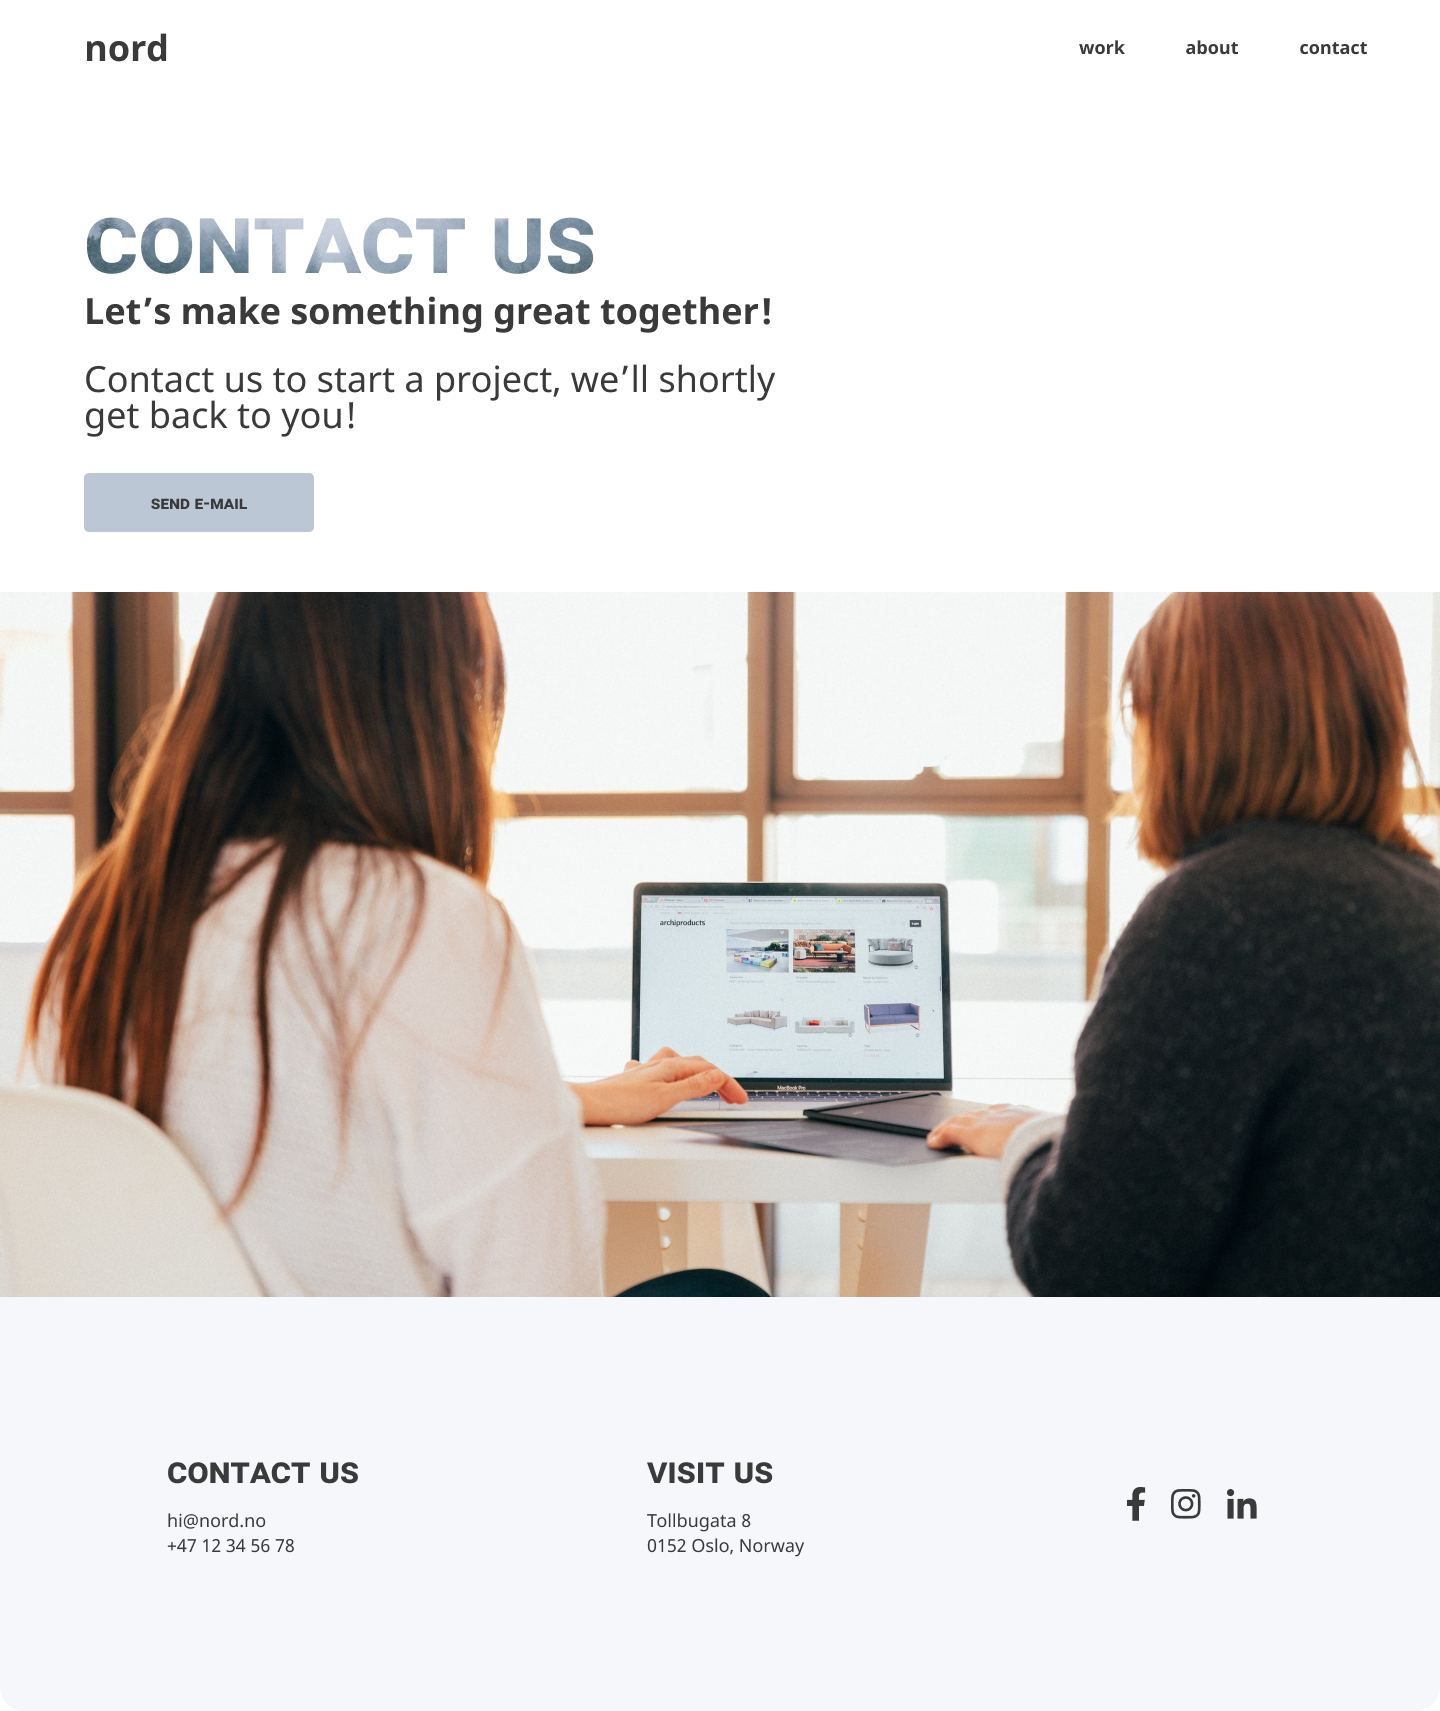 nord
work about contact
CONTACT US
Let’s make something great together!
Contact us to start a project, we’ll shortly
get back to you!
SEND E-MAIL
archiproducts
MacBook Pro
CONTACT US
hi@nord.no
+47 12 34 56 78
VISIT US
Tollbugata 8
0152 Oslo, Norway